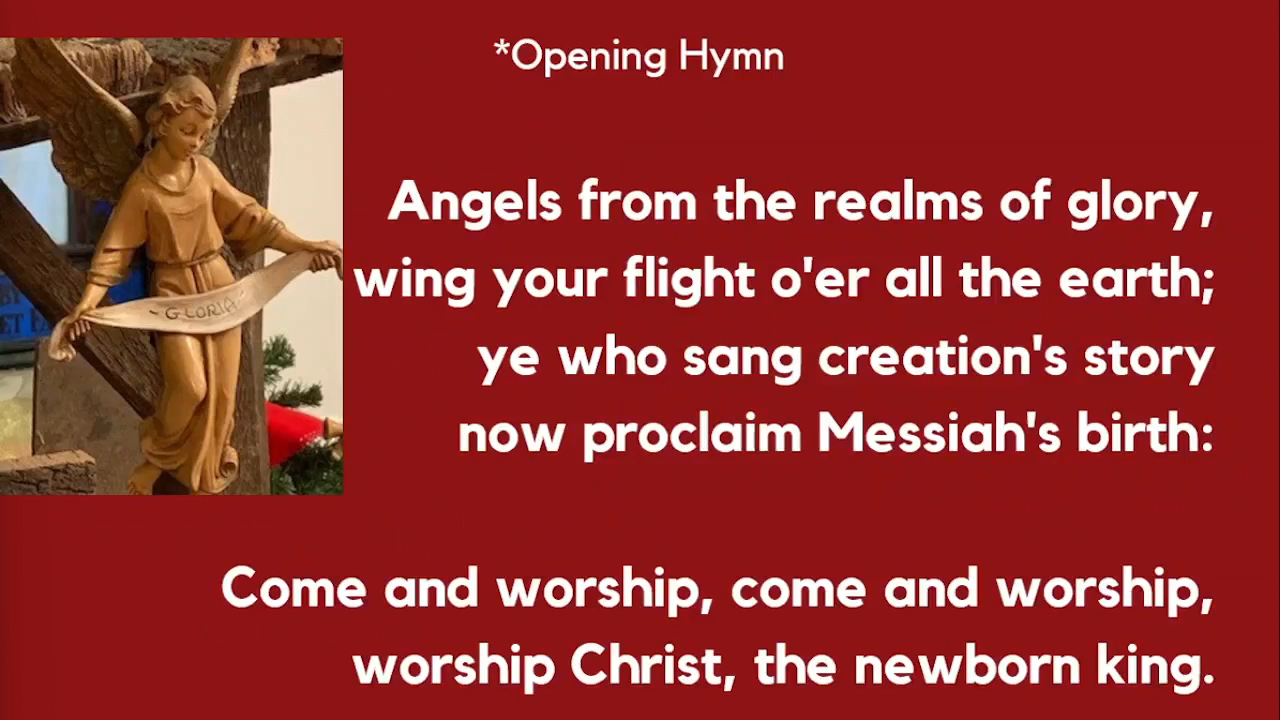 *Opening Hymn
Angels from the realms of glory,
wing your flight o'er all the earth;
ye who sang creation's story
now proclaim Messiah's birth:
Come and worship, come and worship,
worship Christ, the newborn king.
GLORIA